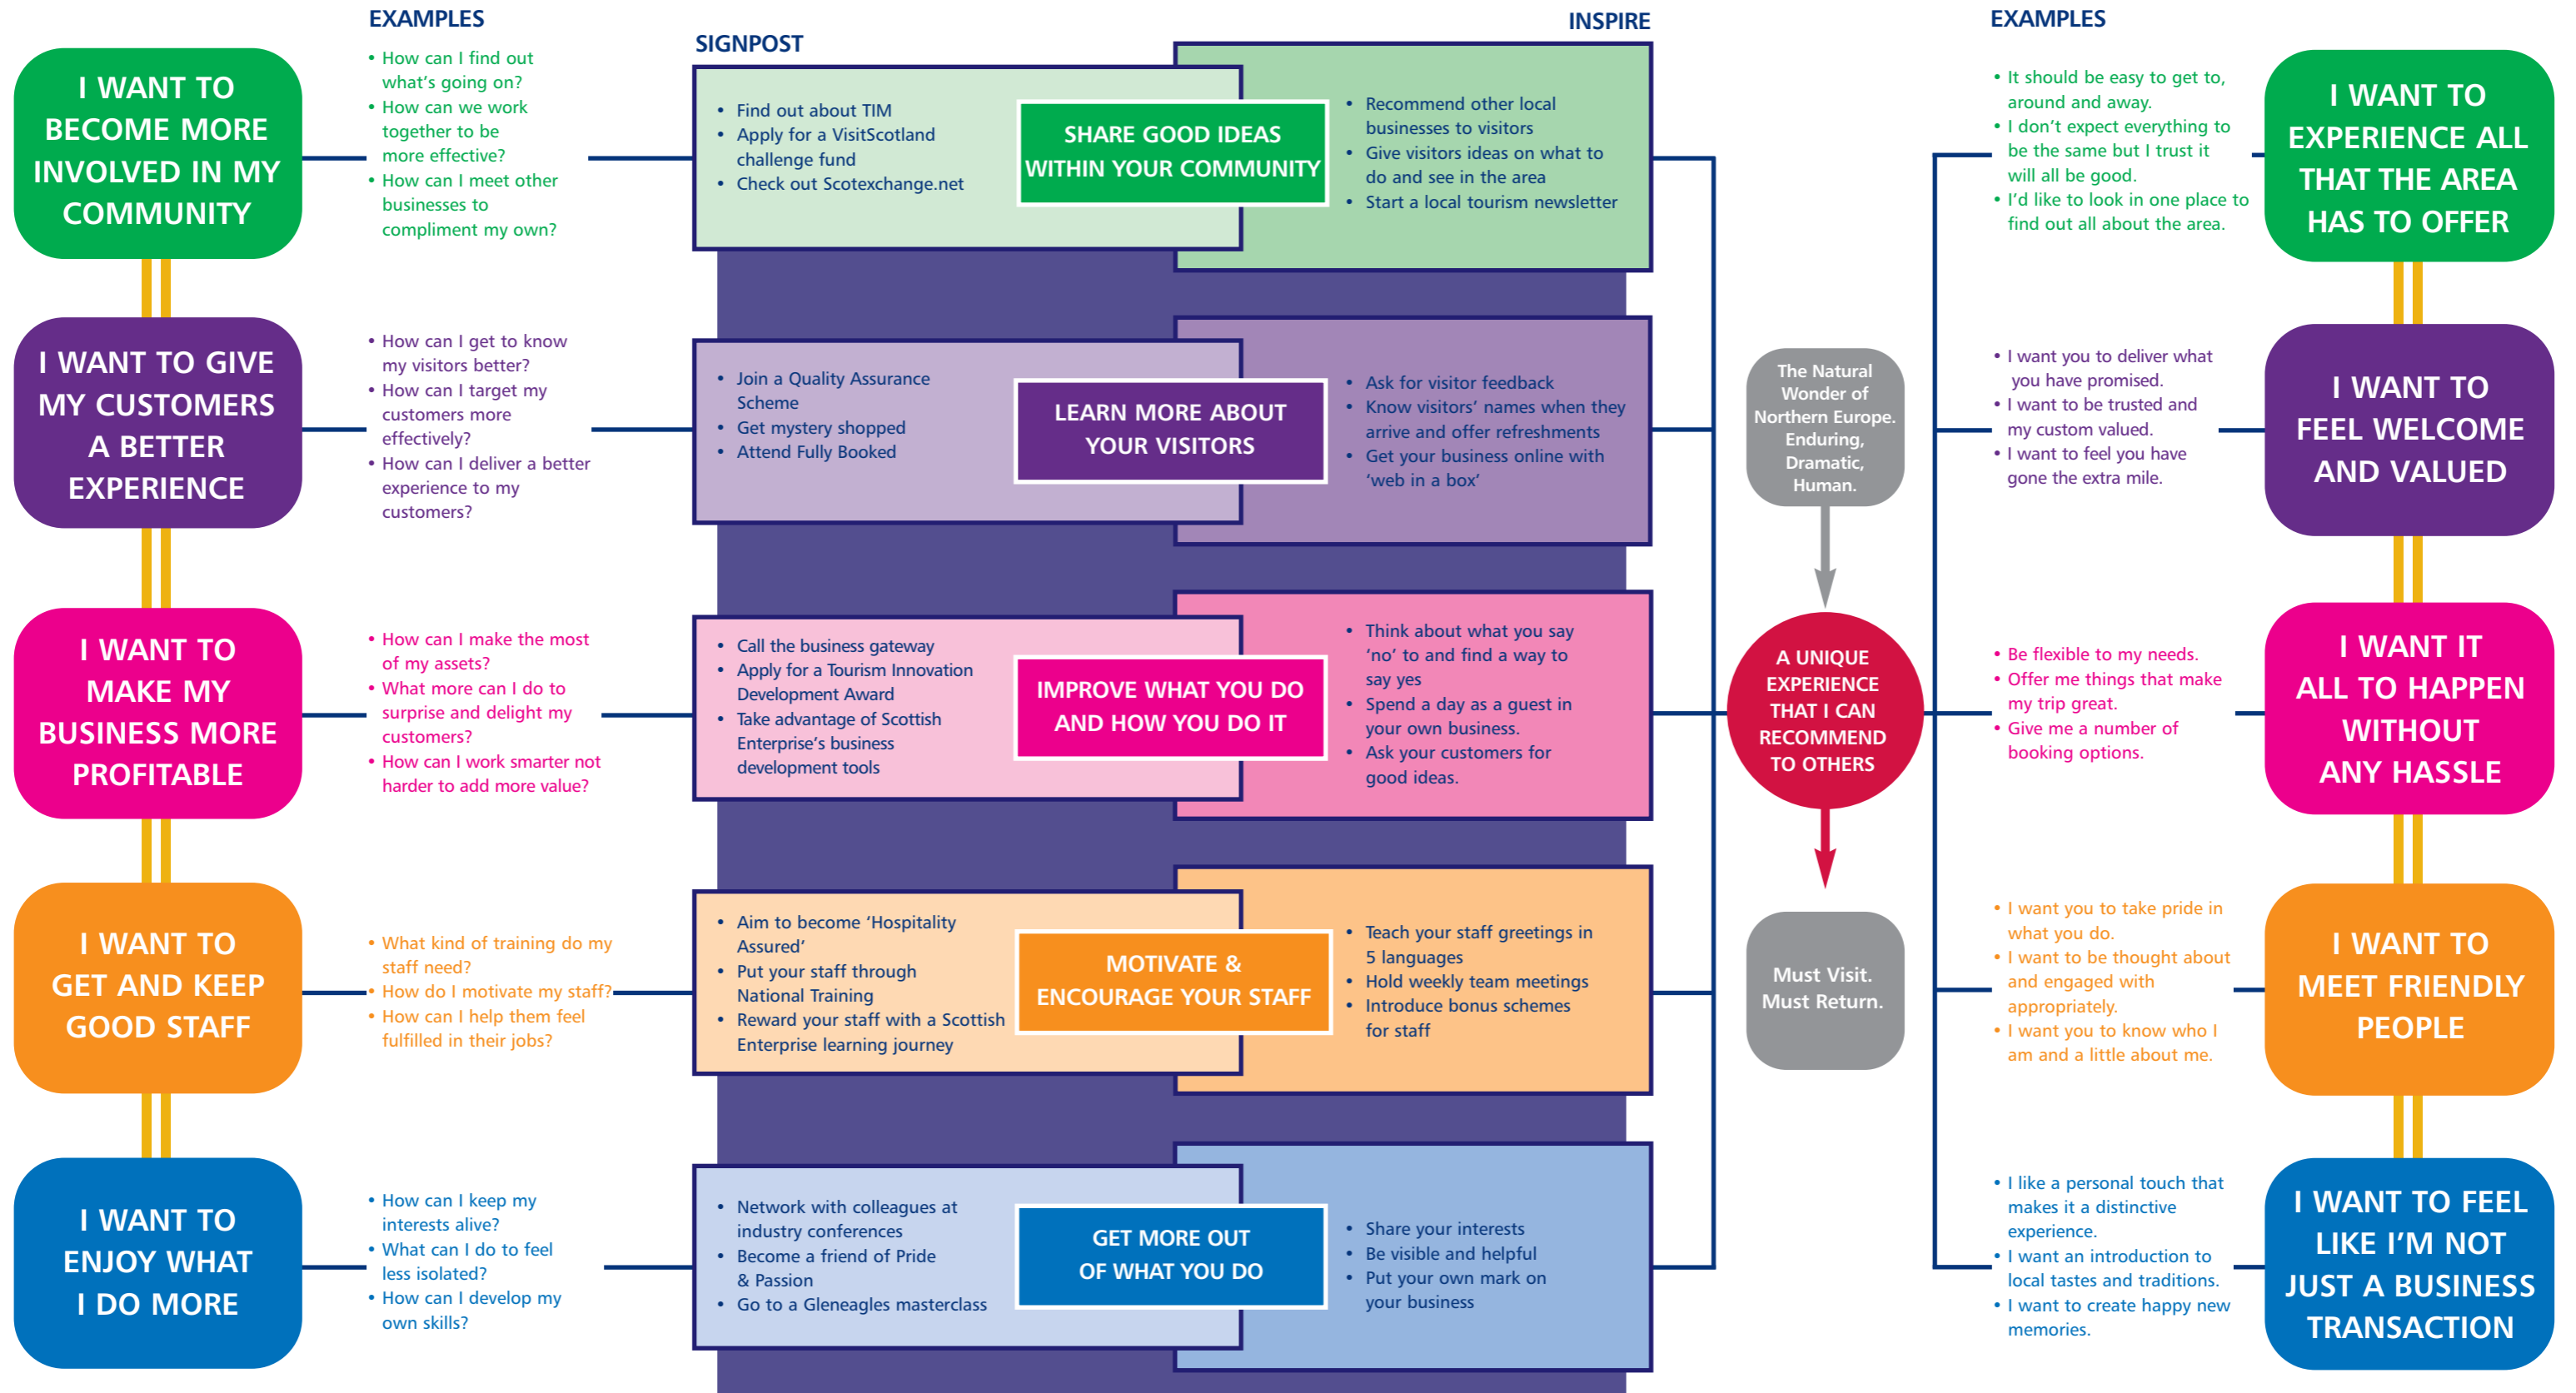 EXAMPLES
SIGNPOST
INSPIRE
EXAMPLES
I WANT TO
BECOME MORE
INVOLVED IN MY
COMMUNITY
• How can I find out
what's going on?
• How can we work
together to be
more effective?
• How can I meet other
businesses to
compliment my own?
• Find out about TIM
• Apply for a VisitScotland
challenge fund
• Check out Scotexchange.net
SHARE GOOD IDEAS
WITHIN YOUR COMMUNITY
• Recommend other local
businesses to visitors
• Give visitors ideas on what to
do and see in the area
• Start a local tourism newsletter
• It should be easy to get to,
around and away.
• I don't expect everything to
be the same but I trust it
will all be good.
• I'd like to look in one place to
find out all about the area.
I WANT TO
EXPERIENCE ALL
THAT THE AREA
HAS TO OFFER
I WANT TO GIVE
MY CUSTOMERS
A BETTER
EXPERIENCE
• How can I get to know
my visitors better?
• How can I target my
customers more
effectively?
• How can I deliver a better
experience to my
customers?
• Join a Quality Assurance
Scheme
• Get mystery shopped
• Attend Fully Booked
LEARN MORE ABOUT
YOUR VISITORS
• Ask for visitor feedback
• Know visitors' names when they
arrive and offer refreshments
• Get your business online with
'web in a box'
The Natural
Wonder of
Northern Europe.
Enduring,
Dramatic,
Human.
• I want you to deliver what
you have promised.
• I want to be trusted and
my custom valued.
• I want to feel you have
gone the extra mile.
I WANT TO
FEEL WELCOME
AND VALUED
I WANT TO
MAKE MY
BUSINESS MORE
PROFITABLE
• How can I make the most
of my assets?
• What more can I do to
surprise and delight my
customers?
• How can I work smarter not
harder to add more value?
• Call the business gateway
• Apply for a Tourism Innovation
Development Award
• Take advantage of Scottish
Enterprise's business
development tools
IMPROVE WHAT YOU DO
AND HOW YOU DO IT
• Think about what you say
'no' to and find a way to
say yes
• Spend a day as a guest in
your own business.
• Ask your customers for
good ideas.
A UNIQUE
EXPERIENCE
THAT I CAN
RECOMMEND
TO OTHERS
• Be flexible to my needs.
• Offer me things that make
my trip great.
• Give me a number of
booking options.
I WANT IT
ALL TO HAPPEN
WITHOUT
ANY HASSLE
I WANT TO
GET AND KEEP
GOOD STAFF
• What kind of training do my
staff need?
• How do I motivate my staff?
• How can I help them feel
fulfilled in their jobs?
• Aim to become 'Hospitality
Assured'
• Put your staff through
National Training
• Reward your staff with a Scottish
Enterprise learning journey
MOTIVATE &
ENCOURAGE YOUR STAFF
• Teach your staff greetings in
5 languages
• Hold weekly team meetings
• Introduce bonus schemes
for staff
Must Visit.
Must Return.
• I want you to take pride in
what you do.
• I want to be thought about
and engaged with
appropriately.
• I want you to know who I
am and a little about me.
I WANT TO
MEET FRIENDLY
PEOPLE
I WANT TO
ENJOY WHAT
I DO MORE
• How can I keep my
interests alive?
• What can I do to feel
less isolated?
• How can I develop my
own skills?
• Network with colleagues at
industry conferences
• Become a friend of Pride
& Passion
• Go to a Gleneagles masterclass
GET MORE OUT
OF WHAT YOU DO
• Share your interests
• Be visible and helpful
• Put your own mark on
your business
• I like a personal touch that
makes it a distinctive
experience.
• I want an introduction to
local tastes and traditions.
• I want to create happy new
memories.
I WANT TO FEEL
LIKE I'M NOT
JUST A BUSINESS
TRANSACTION